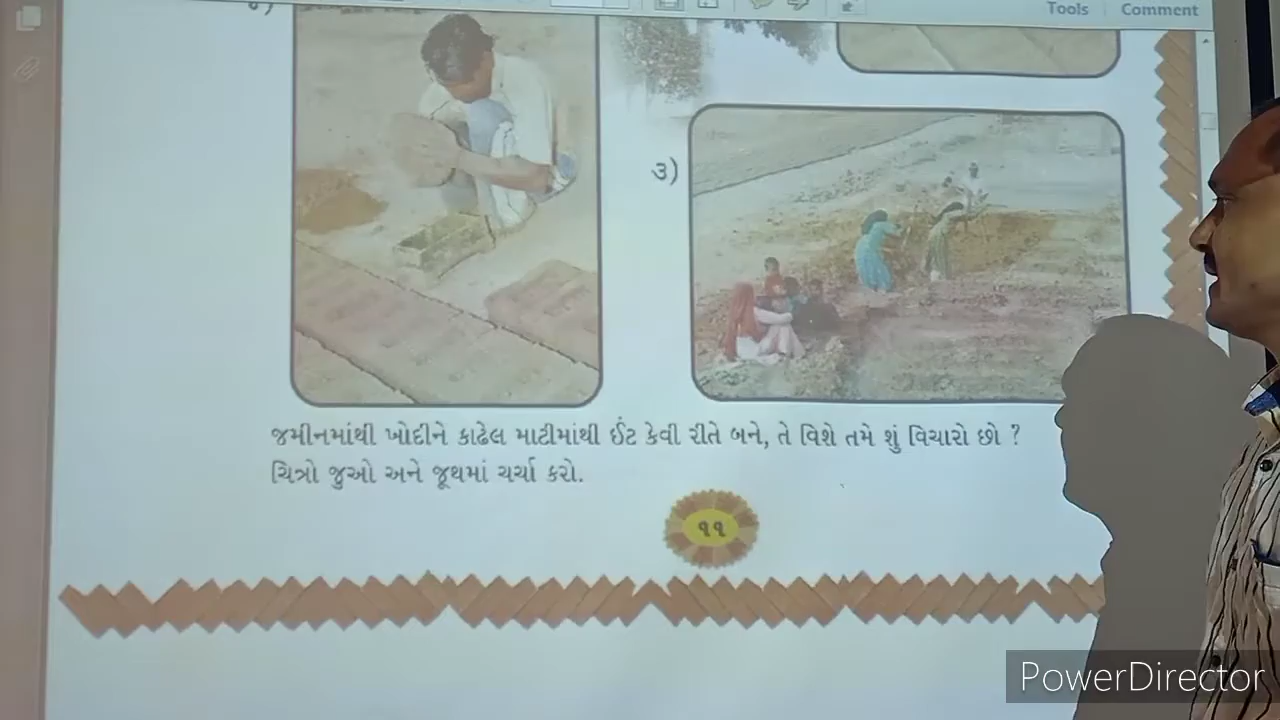 Tools Comment
૩)
જમીનમાંથી ખોદીને કાઢેલ માટીમાંથી ઈંટ કેવી રીતે બને, તે વિશે તમે શું વિચારો છો ?
ચિત્રો જુઓ અને જૂથમાં ચર્ચા કરો.
૧૧
PowerDirector